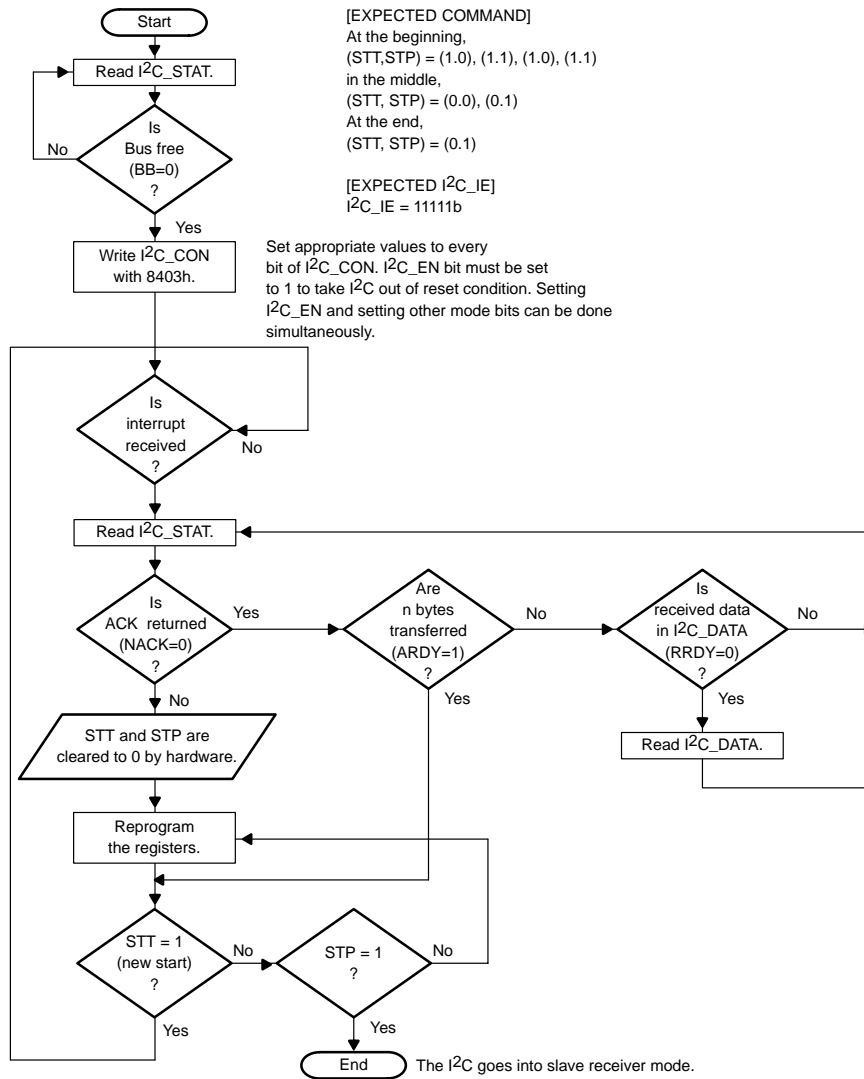 Start
Read I2C_STAT.
Is
Bus free
(BB=0)
?
No
Yes
Write I2C_CON
with 8403h.
[EXPECTED COMMAND]
At the beginning,
(STT,STP) = (1.0), (1.1), (1.0), (1.1)
in the middle,
(STT, STP) = (0.0), (0.1)
At the end,
(STT, STP) = (0.1)
[EXPECTED I2C_IE]
I2C_IE = 11111b
Set appropriate values to every
bit of I2C_CON. I2C_EN bit must be set
to 1 to take I2C out of reset condition. Setting
I2C_EN and setting other mode bits can be done
simultaneously.
Is
interrupt
received
?
No
Read I2C_STAT.
Is
ACK returned
(NACK=0)
?
Yes
No
Are
n bytes
transferred
(ARDY=1)
?
No
Yes
Is
received data
in I2C_DATA
(RRDY=0)
?
No
Yes
Read I2C_DATA.
STT and STP are
cleared to 0 by hardware.
Reprogram
the registers.
STT = 1
(new start)
?
No
Yes
STP = 1
?
No
Yes
End
The I2C goes into slave receiver mode.